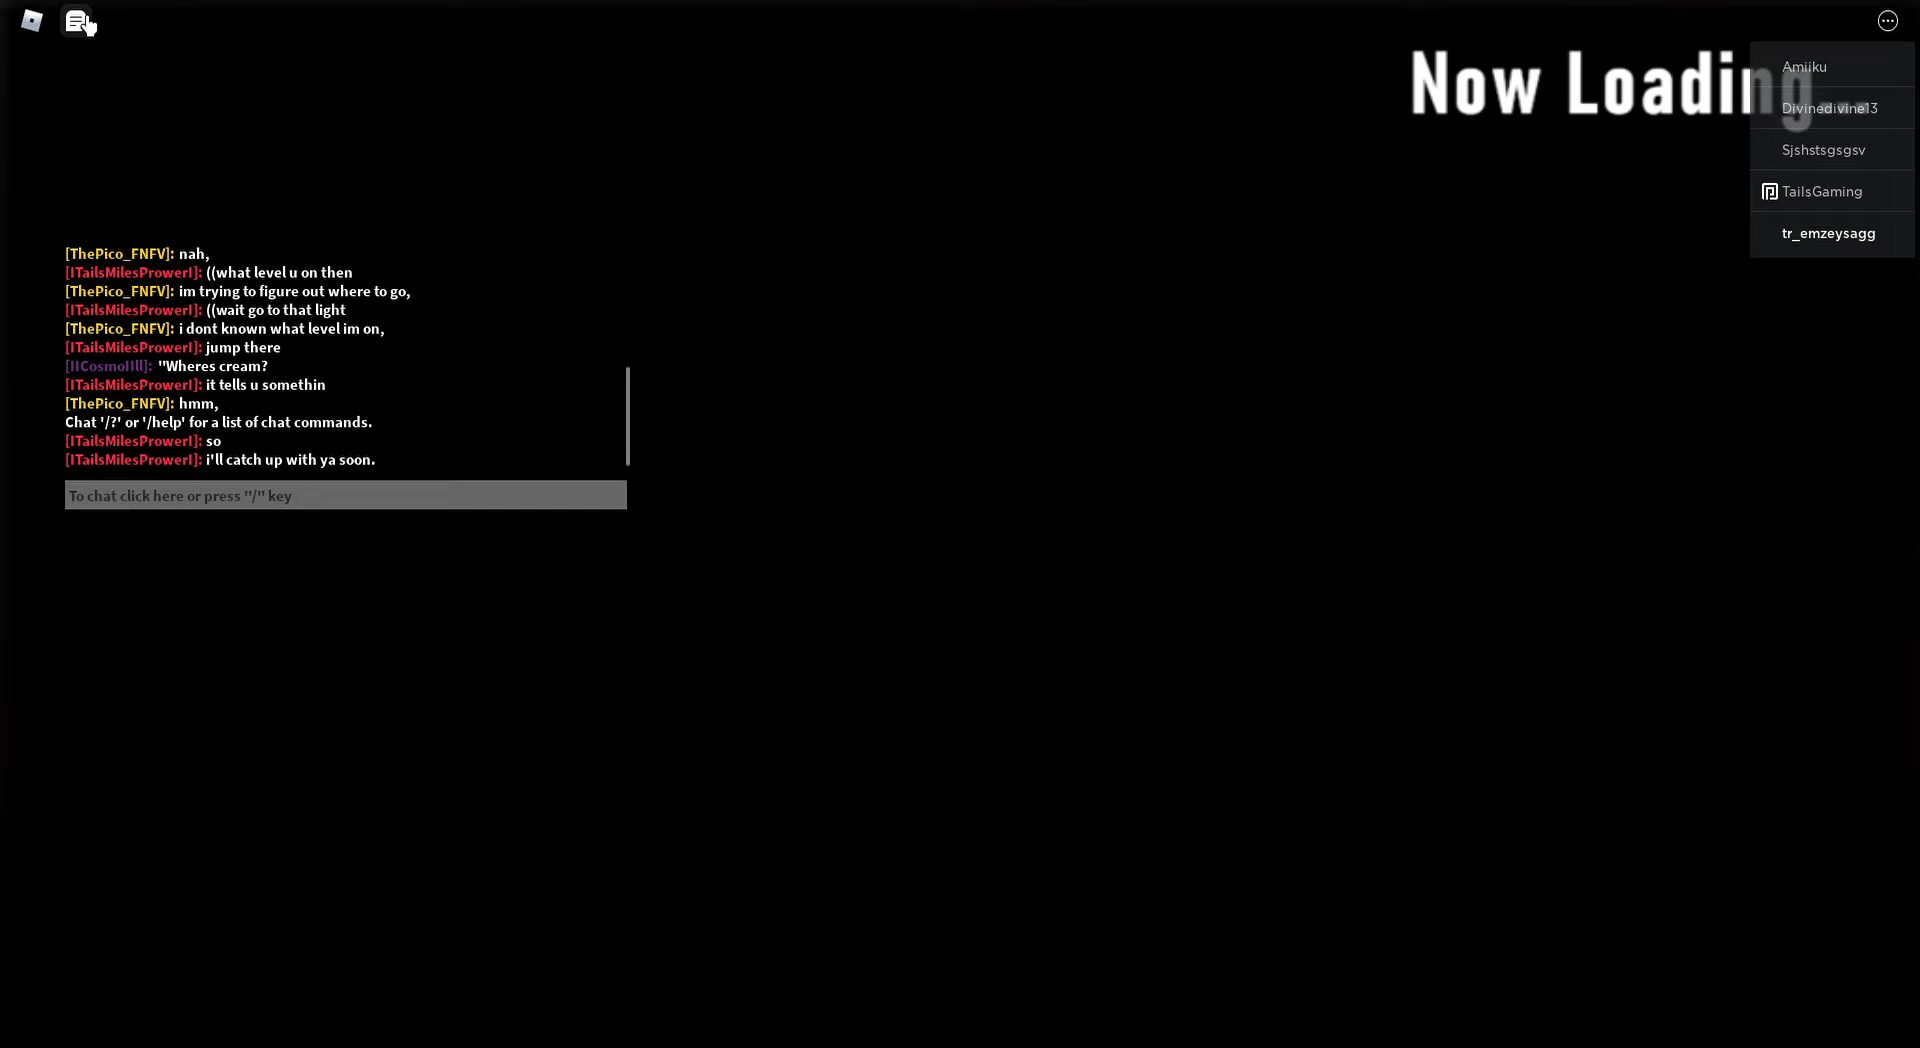 Now Loading...
Amiiku
Divinedivine13
Sjshstsgsgsv
TailsGaming
tr_emzeysagg
[ThePico_FNFV]: nah,
[ITailsMilesProwerI]: ((what level u on then
[ThePico_FNFV]: im trying to figure out where to go,
[ITailsMilesProwerI]: ((wait go to that light
[ThePico_FNFV]: i dont known what level im on,
[ITailsMilesProwerI]: jump there
[IICosmoIIll]: "Wheres cream?
[ITailsMilesProwerI]: it tells u somethin
[ThePico_FNFV]: hmm,
Chat '/?' or '/help' for a list of chat commands.
[ITailsMilesProwerI]: so
[ITailsMilesProwerI]: i'll catch up with ya soon.
To chat click here or press "/" key